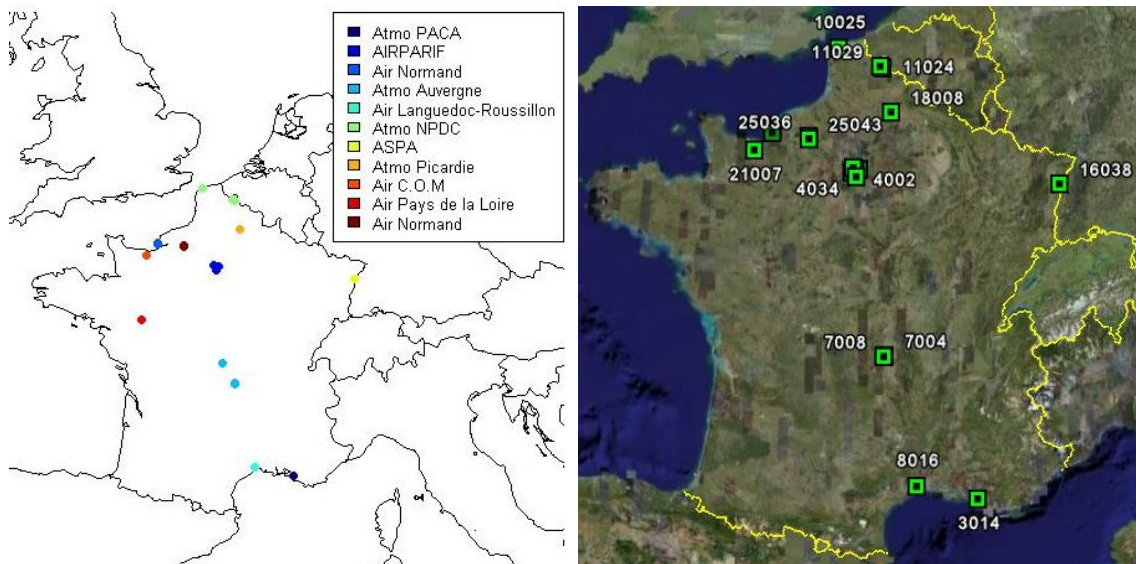 Atmo PACA
AIRPARIF
Air Normand
Atmo Auvergne
Air Languedoc-Roussillon
Atmo NPDC
ASPA
Atmo Picardie
Air C.O.M
Air Pays de la Loire
Air Normand
10025
11029
11024
18008
25036
25043
21007
4034
4002
16038
7008
7004
8016
3014